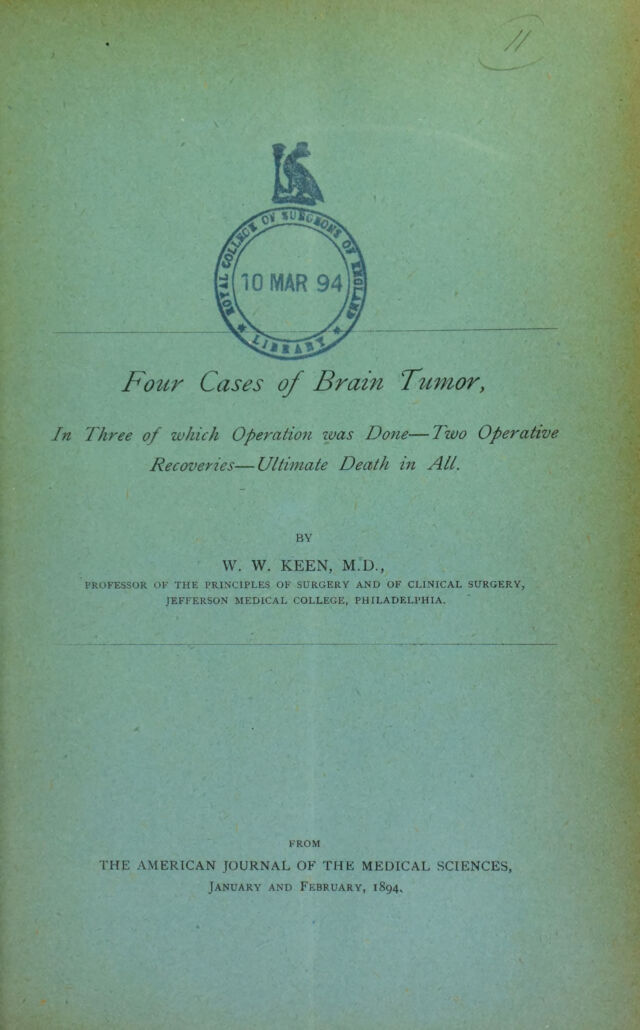 11
ROYAL COLLEGE OF SURGEONS OF ENGLAND
10 MAR 94
* LIBRARY *
Four Cases of Brain Tumor,
In Three of which Operation was Done—Two Operative
Recoveries—Ultimate Death in All.
BY
W. W. KEEN, M.D.,
PROFESSOR OF THE PRINCIPLES OF SURGERY AND OF CLINICAL SURGERY,
JEFFERSON MEDICAL COLLEGE, PHILADELPHIA.
FROM
THE AMERICAN JOURNAL OF THE MEDICAL SCIENCES,
JANUARY AND FEBRUARY, 1894.